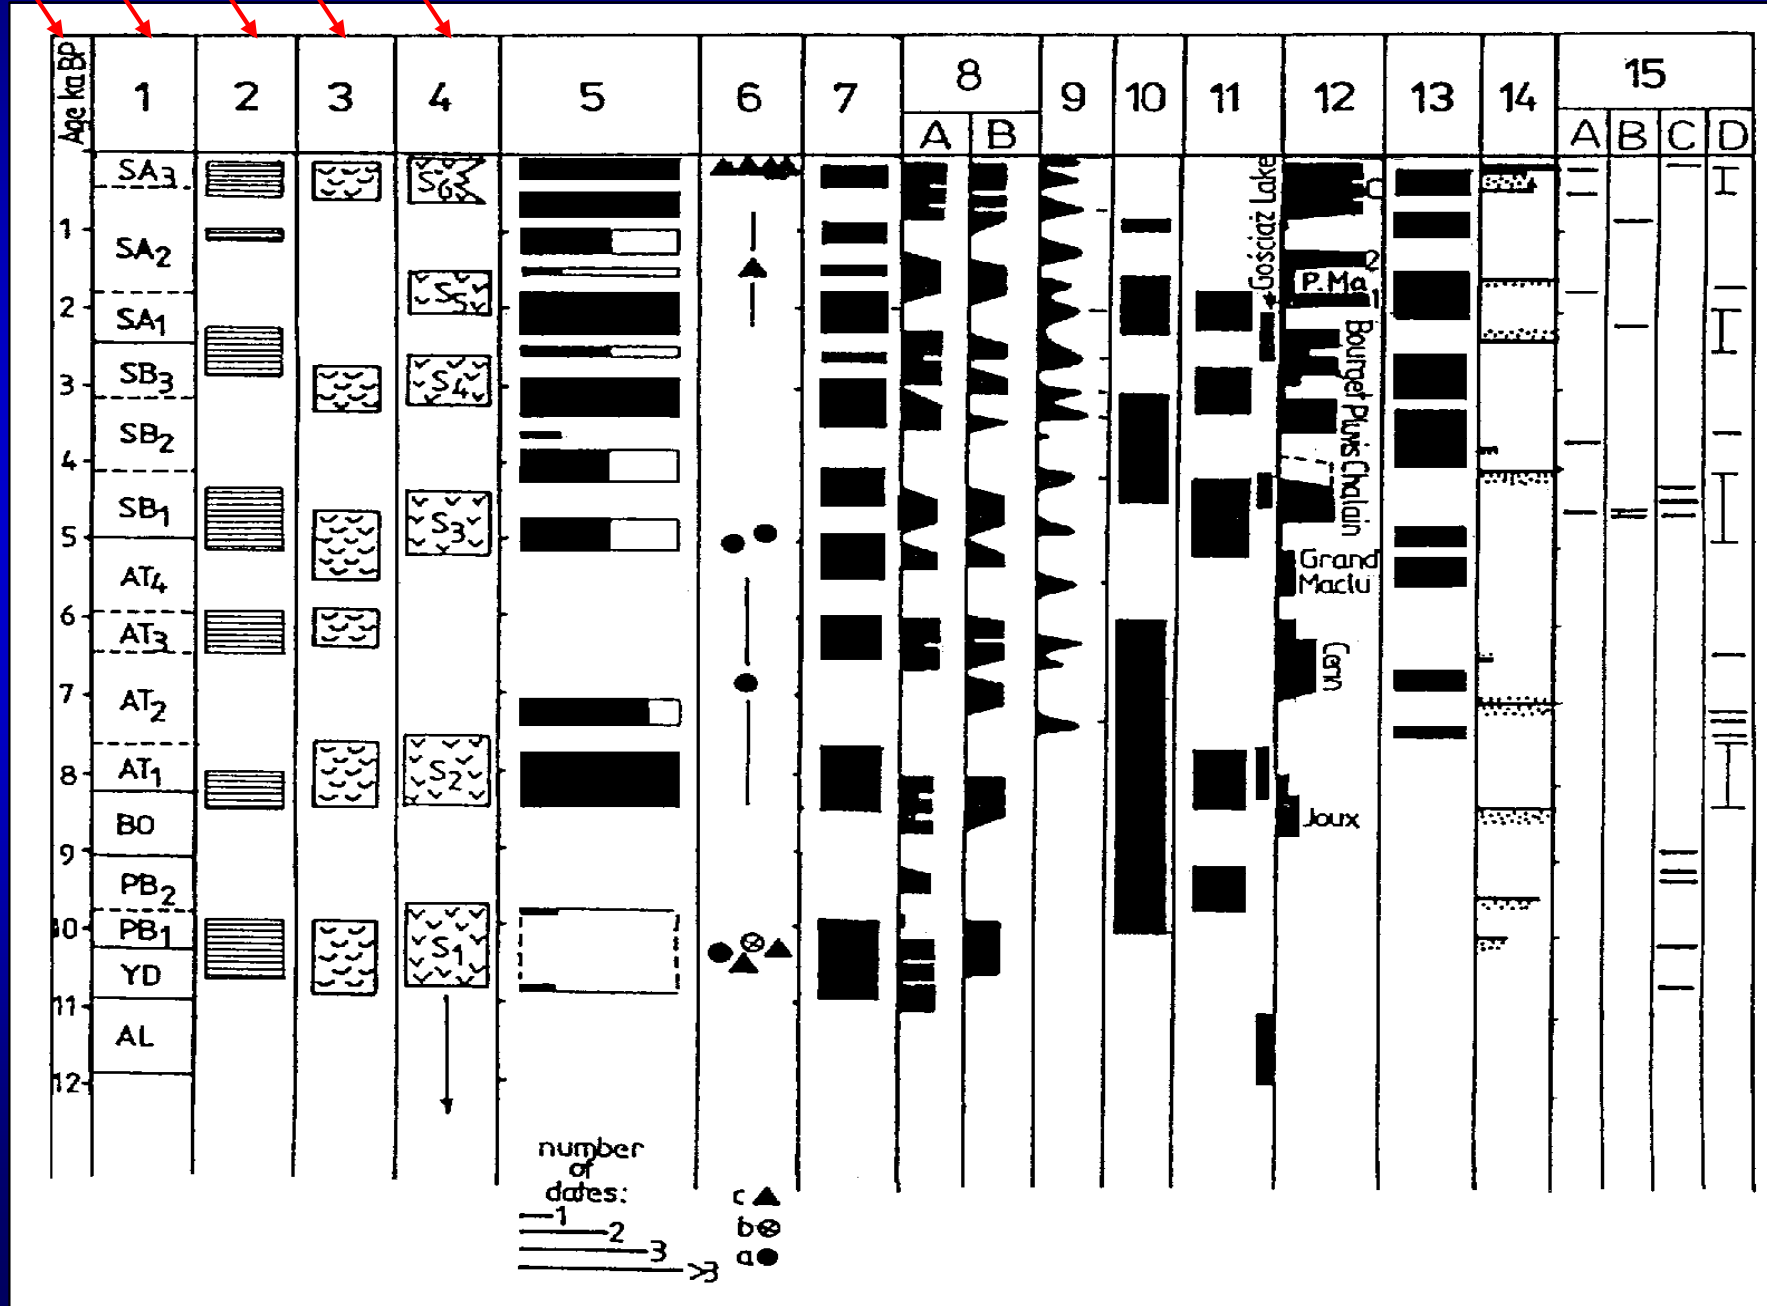 Age ka BP
1 2 3 4 5 6 7 8 9 10 11 12 13 14 15
A B
A B C D
SA3
SA2
SA1
SB3
SB2
SB1
AT4
AT3
AT2
AT1
BO
PB2
PB1
YD
AL
1
2
3
4
5
6
7
8
9
10
11
12
S6
S5
S4
S3
S2
S1
Gościąż Lake
2
P.Ma
1
Bourget Pluvis Chalain
Grand
Maclu
Cerin
Joux
number
of
dates:
1
2
3
>3
c
b
a